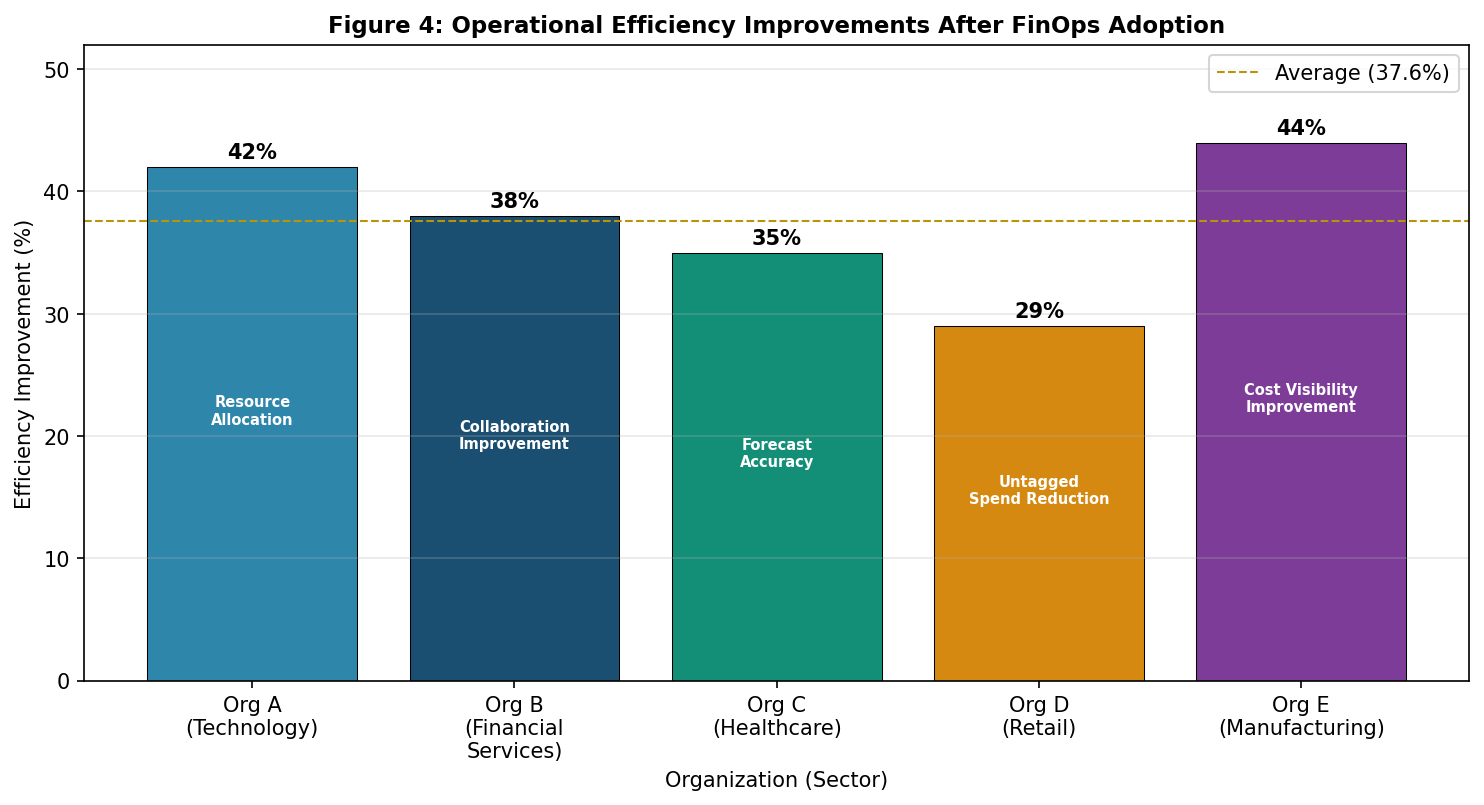 Figure 4: Operational Efficiency Improvements After FinOps Adoption
Average (37.6%)
Efficiency Improvement (%)
50
40
30
20
10
0
42%
38%
35%
29%
44%
Resource
Allocation
Collaboration
Improvement
Forecast
Accuracy
Untagged
Spend Reduction
Cost Visibility
Improvement
Org A
(Technology)
Org B
(Financial
Services)
Org C
(Healthcare)
Org D
(Retail)
Org E
(Manufacturing)
Organization (Sector)